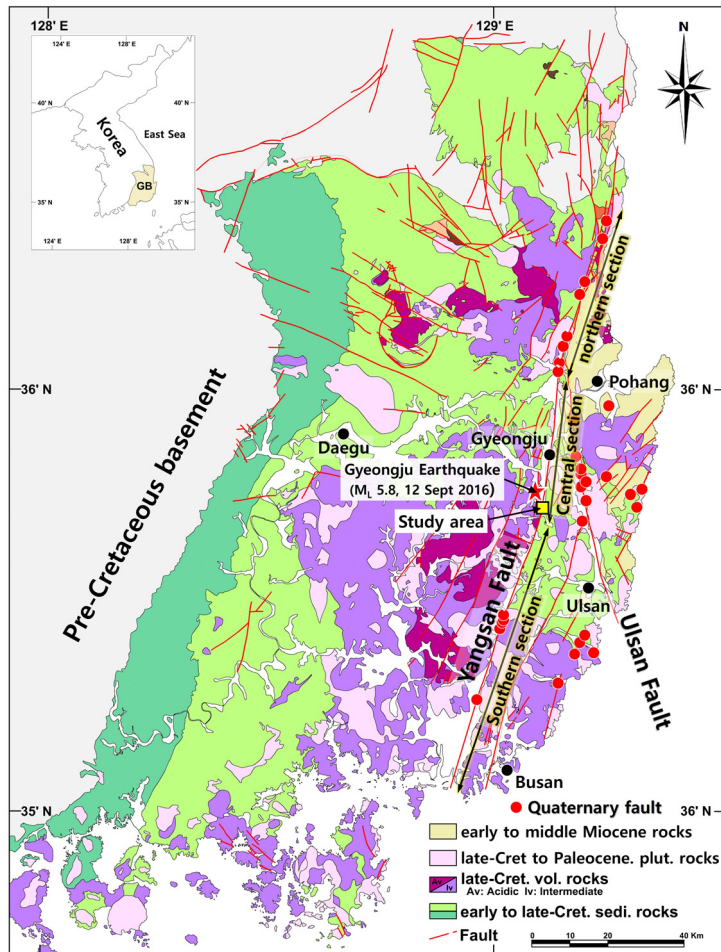 128' E
129' E
124' E
128' E
40' N
40' N
Korea
East Sea
GB
35' N
35' N
124' E
128' E
N
northern section
36' N
36' N
Pohang
Pre-Cretaceous basement
Daegu
Gyeongju
Central section
Gyeongju Earthquake
(ML 5.8, 12 Sept 2016)
Study area
Yangsan Fault
Southern section
Ulsan
Ulsan Fault
Busan
35' N
36' N
Quaternary fault
early to middle Miocene rocks
late-Cret to Paleocene. plut. rocks
Av
Iv
late-Cret. vol. rocks
Av: Acidic Iv: Intermediate
early to late-Cret. sedi. rocks
Fault
0 10 20 40 Km